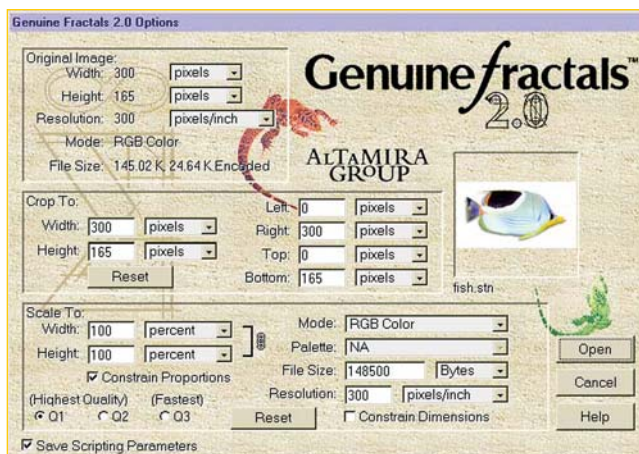 Genuine Fractals 2.0 Options
Original Image:
Width: 300 pixels
Height: 165 pixels
Resolution: 300 pixels/inch
Mode: RGB Color
File Size: 145.02 K, 24.64 K Encoded
Genuine fractals™
2.0
ALTAMIRA
GROUP
Crop To:
Width: 300 pixels
Height: 165 pixels
Reset
Left: 0 pixels
Right: 300 pixels
Top: 0 pixels
Bottom: 165 pixels
fish.stn
Scale To:
Width: 100 percent
Height: 100 percent
Constrain Proportions
(Highest Quality) (Fastest)
Q1 Q2 Q3
Reset
Mode: RGB Color
Palette: NA
File Size: 148500 Bytes
Resolution: 300 pixels/inch
Constrain Dimensions
Open
Cancel
Help
Save Scripting Parameters